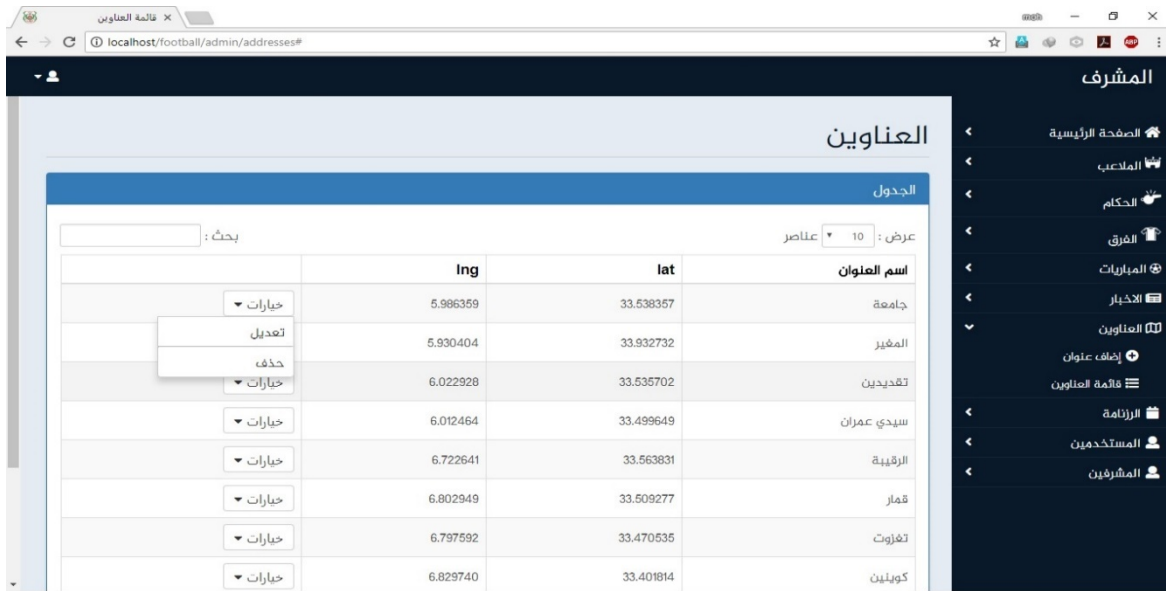 قائمة العناوين
meh
localhost/football/admin/addresses#
ABP
المشرف
الصفحة الرئيسية
الملاعب
الحكام
الفرق
المباريات
الاخبار
العناوين
إضاف عنوان
قائمة العناوين
الرزنامة
المستخدمين
المشرفين
العناوين
الجدول
عرض : 10 عناصر
بحث :
اسم العنوان lat lng
جامعة 33.538357 5.986359 خيارات
تعديل
حذف
المغير 33.932732 5.930404
تقديدين 33.535702 6.022928 خيارات
سيدي عمران 33.499649 6.012464 خيارات
الرقيبة 33.563831 6.722641 خيارات
قمار 33.509277 6.802949 خيارات
تغزوت 33.470535 6.797592 خيارات
كوينين 33.401814 6.829740 خيارات